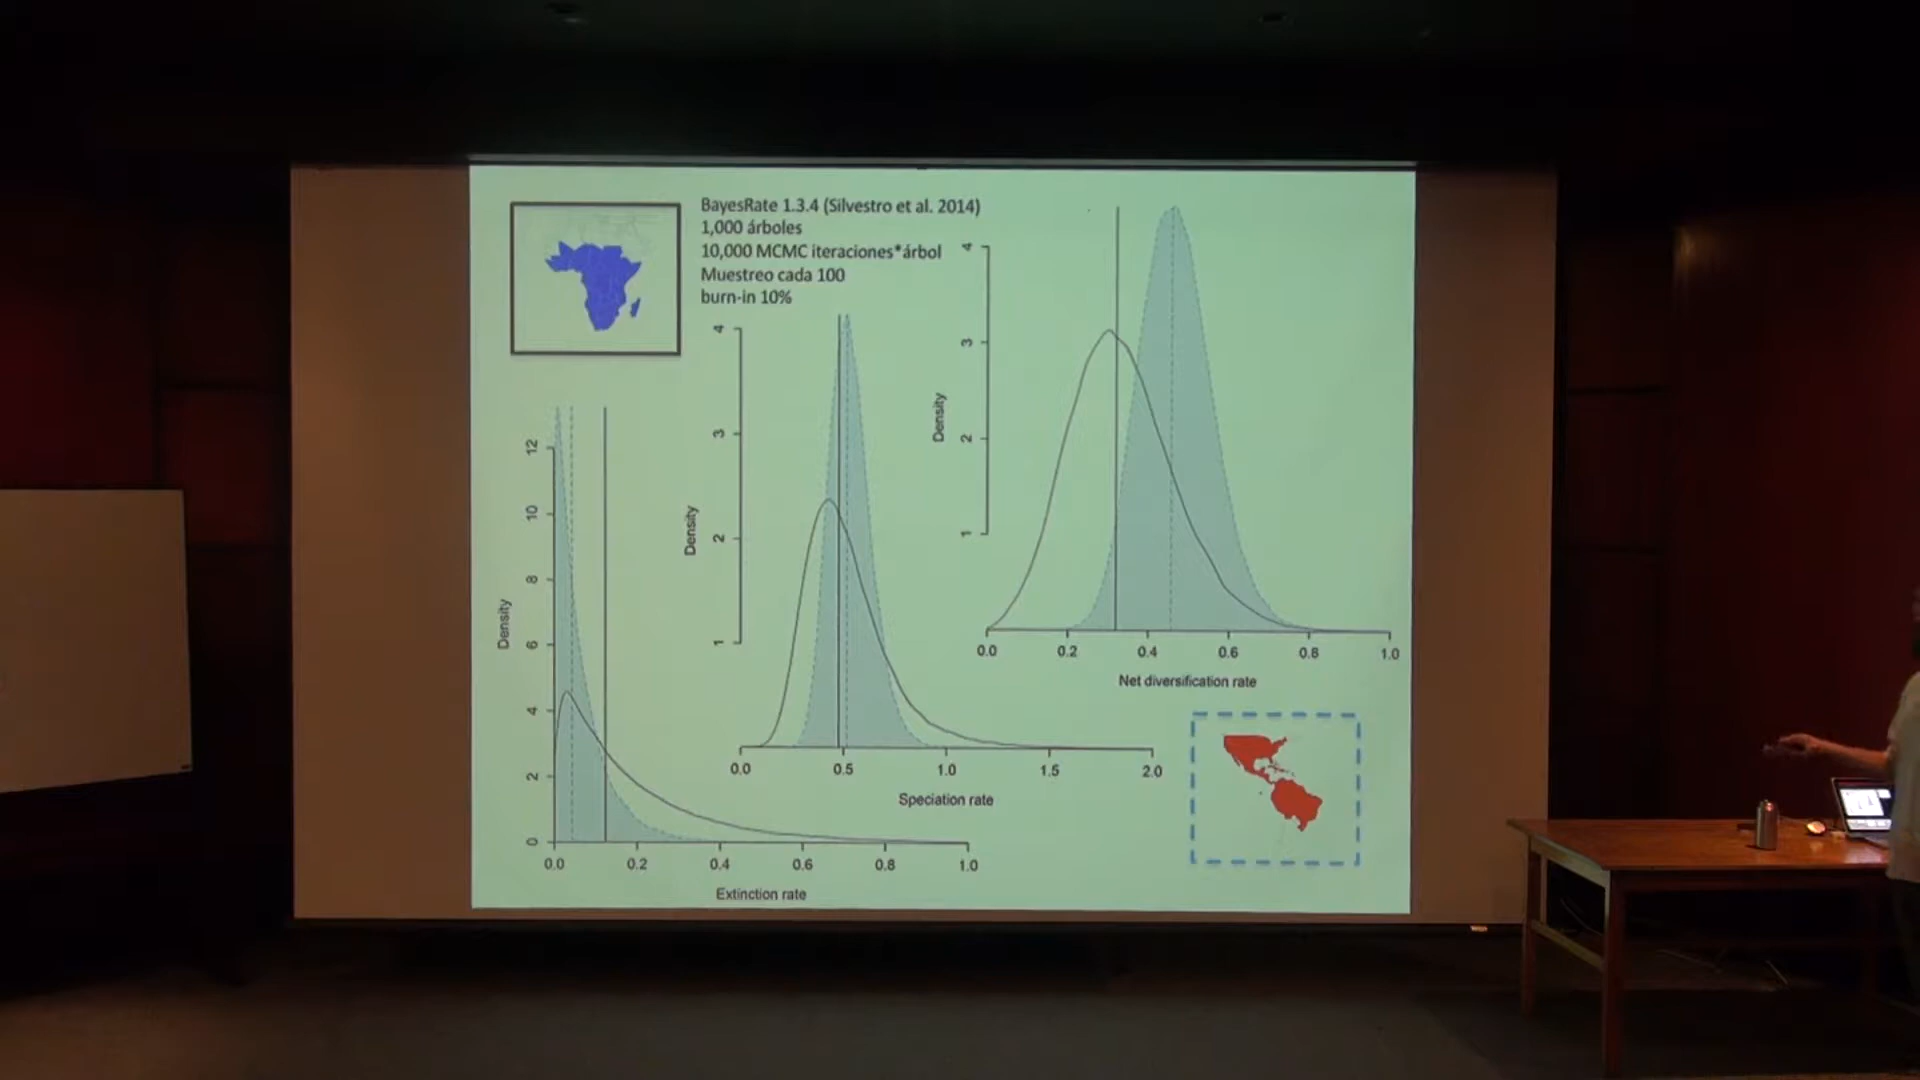 BayesRate 1.3.4 (Silvestro et al. 2014)
1,000 árboles
10,000 MCMC iteraciones*árbol
Muestreo cada 100
burn-in 10%
Density
0 2 4 6 8 10 12
0.0 0.2 0.4 0.6 0.8 1.0
Extinction rate
Density
1 2 3 4
0.0 0.5 1.0 1.5 2.0
Speciation rate
Density
1 2 3 4
0.0 0.2 0.4 0.6 0.8 1.0
Net diversification rate